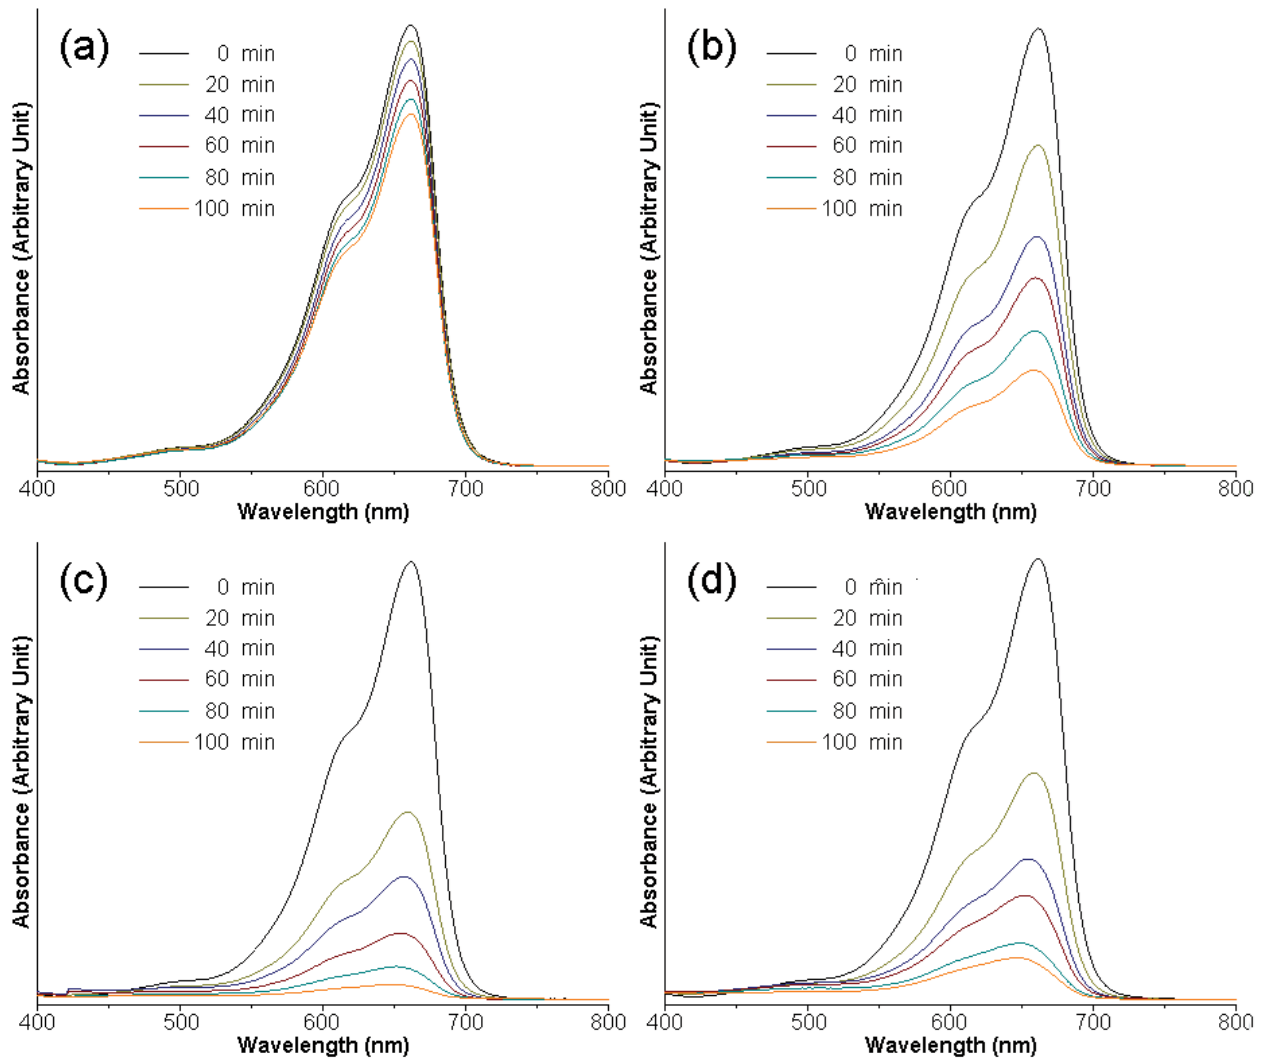 (a)
0 min
20 min
40 min
60 min
80 min
100 min
Absorbance (Arbitrary Unit)
400 500 600 700 800
Wavelength (nm)
(b)
0 min
20 min
40 min
60 min
80 min
100 min
Absorbance (Arbitrary Unit)
400 500 600 700 800
Wavelength (nm)
(c)
0 min
20 min
40 min
60 min
80 min
100 min
Absorbance (Arbitrary Unit)
400 500 600 700 800
Wavelength (nm)
(d)
0 min
20 min
40 min
60 min
80 min
100 min
Absorbance (Arbitrary Unit)
400 500 600 700 800
Wavelength (nm)